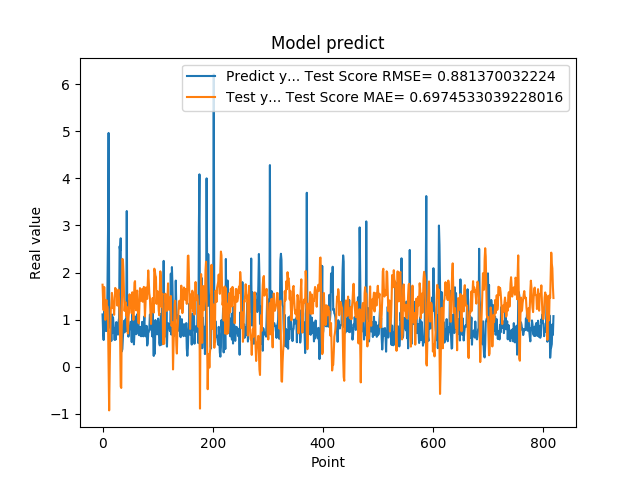 Model predict
Predict y... Test Score RMSE= 0.881370032224
Test y... Test Score MAE= 0.6974533039228016
6
5
4
3
2
1
0
−1
Real value
0 200 400 600 800
Point